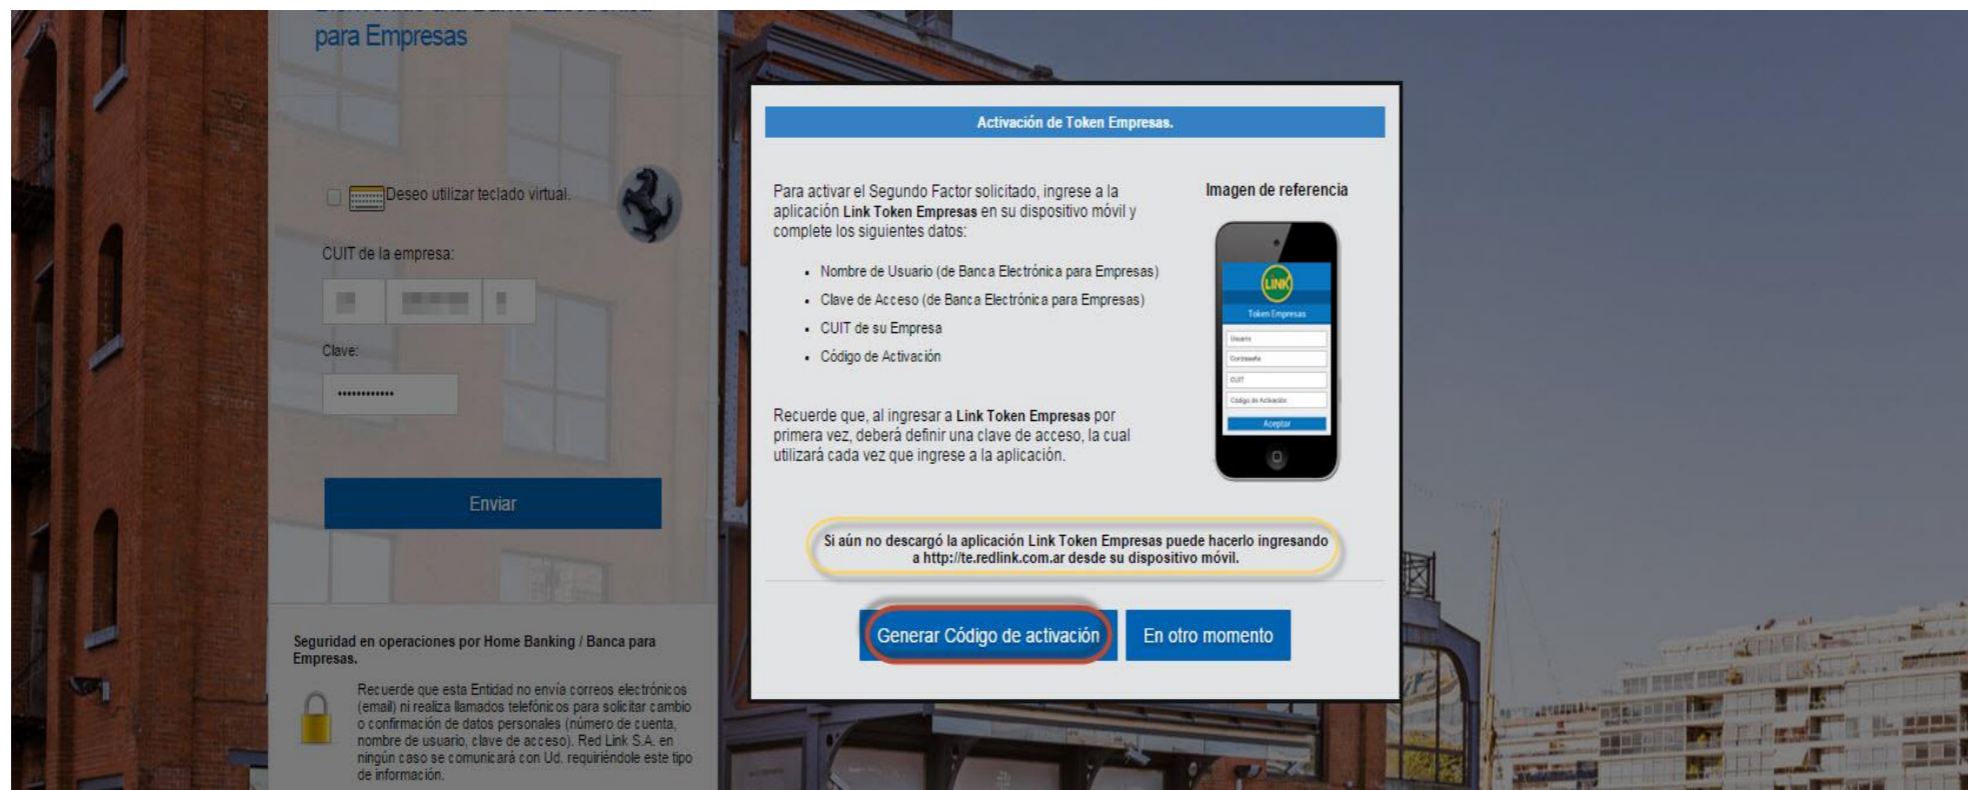 para Empresas
Deseo utilizar teclado virtual.
CUIT de la empresa:
Clave:
Enviar
Seguridad en operaciones por Home Banking / Banca para
Empresas.
Recuerde que esta Entidad no envía correos electrónicos
(email) ni realiza llamados telefónicos para solicitar cambio
o confirmación de datos personales (número de cuenta,
nombre de usuario, clave de acceso). Red Link S.A. en
ningún caso se comunicará con Ud. requiriéndole este tipo
de información.
Activación de Token Empresas.
Para activar el Segundo Factor solicitado, ingrese a la
aplicación Link Token Empresas en su dispositivo móvil y
complete los siguientes datos:
• Nombre de Usuario (de Banca Electrónica para Empresas)
• Clave de Acceso (de Banca Electrónica para Empresas)
• CUIT de su Empresa
• Código de Activación
Recuerde que, al ingresar a Link Token Empresas por
primera vez, deberá definir una clave de acceso, la cual
utilizará cada vez que ingrese a la aplicación.
Imagen de referencia
LINK
Token Empresas
Usuario
Contraseña
CUIT
Código de Activación
Aceptar
Si aún no descargó la aplicación Link Token Empresas puede hacerlo ingresando
a http://te.redlink.com.ar desde su dispositivo móvil.
Generar Código de activación
En otro momento